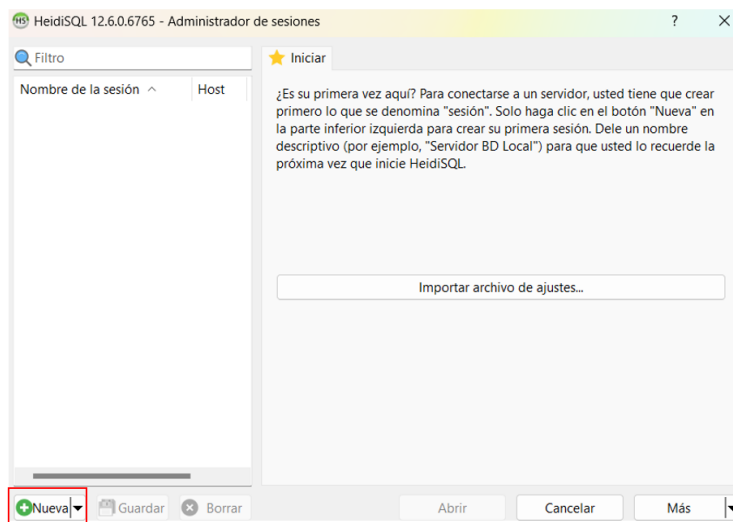 HS HeidiSQL 12.6.0.6765 - Administrador de sesiones ? ×
Filtro
Iniciar
Nombre de la sesión Host
¿Es su primera vez aquí? Para conectarse a un servidor, usted tiene que crear
primero lo que se denomina "sesión". Solo haga clic en el botón "Nueva" en
la parte inferior izquierda para crear su primera sesión. Dele un nombre
descriptivo (por ejemplo, "Servidor BD Local") para que usted lo recuerde la
próxima vez que inicie HeidiSQL.
Importar archivo de ajustes...
Nueva Guardar Borrar Abrir Cancelar Más